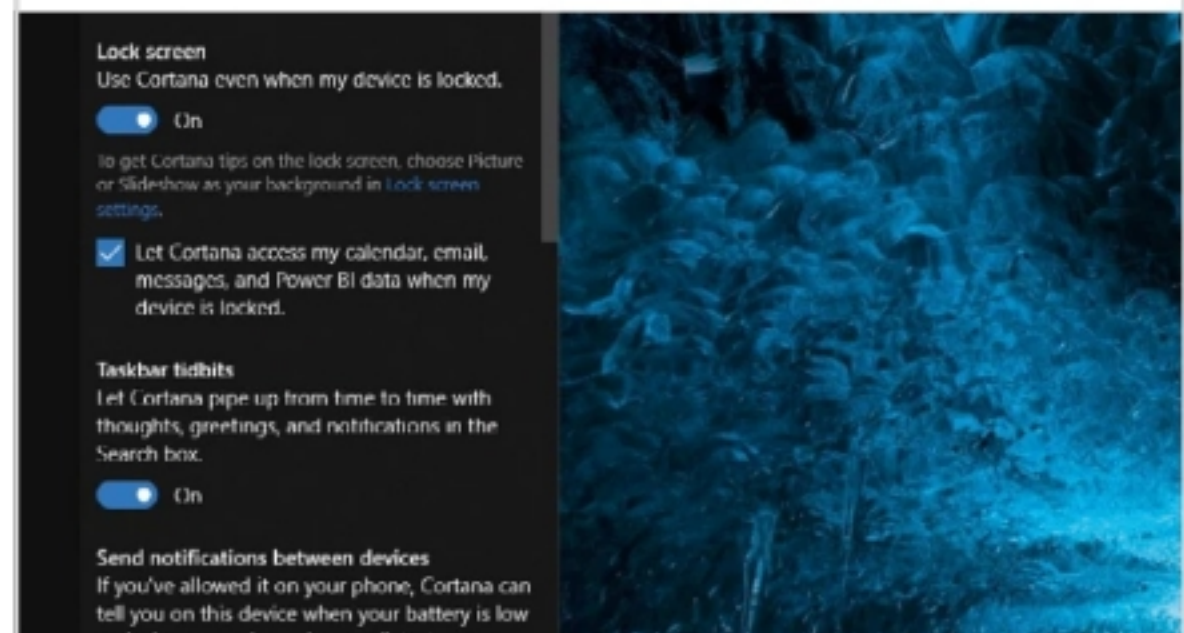 Lock screen
Use Cortana even when my device is locked.
On
To get Cortana tips on the lock screen, choose Picture
or Slideshow as your background in Lock screen
settings.
Let Cortana access my calendar, email,
messages, and Power BI data when my
device is locked.
Taskbar tidbits
Let Cortana pipe up from time to time with
thoughts, greetings, and notifications in the
Search box.
On
Send notifications between devices
If you've allowed it on your phone, Cortana can
tell you on this device when your battery is low